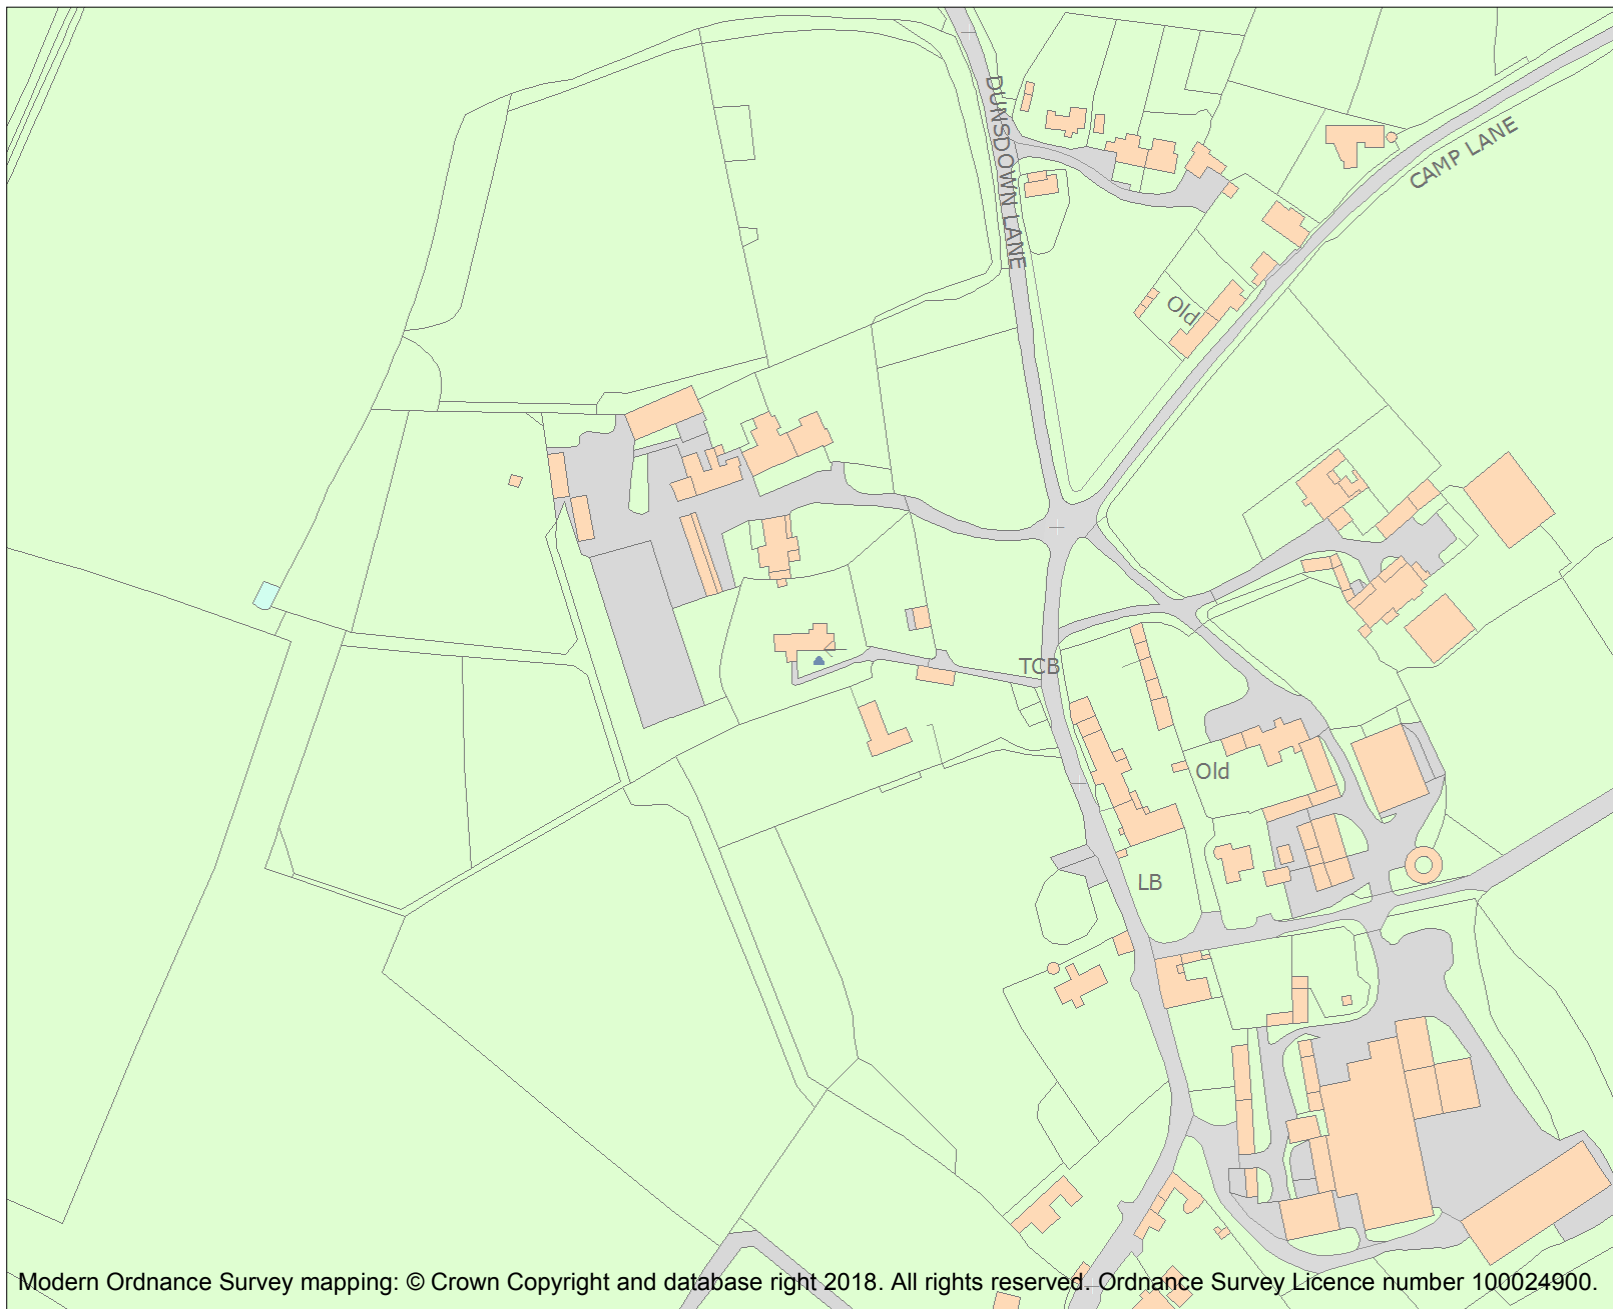 DUNSDOWN LANE
CAMP LANE
Old
TCB
Old
LB
Modern Ordnance Survey mapping: © Crown Copyright and database right 2018. All rights reserved. Ordnance Survey Licence number 100024900.